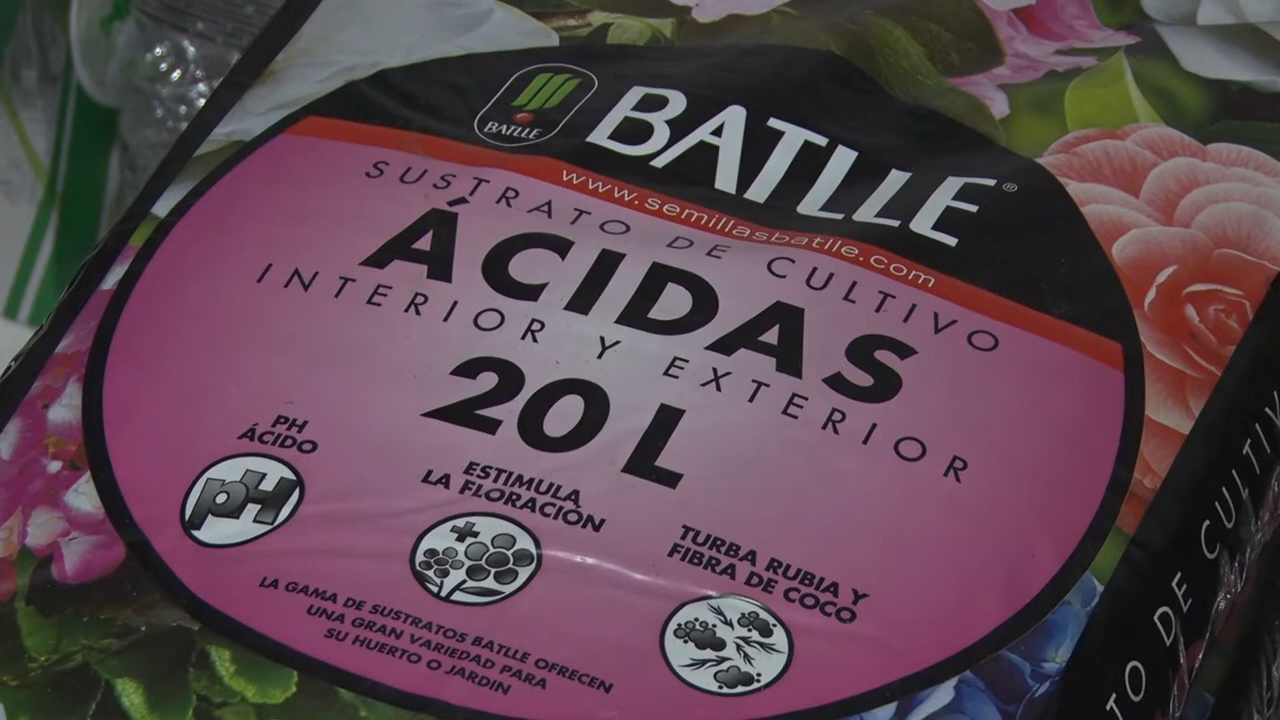 BATLLE
BATLLE®
www.semillasbatlle.com
SUSTRATO DE CULTIVO
ÁCIDAS
INTERIOR Y EXTERIOR
20 L
PH
ÁCIDO
pH
ESTIMULA
LA FLORACIÓN
TURBA RUBIA Y
FIBRA DE COCO
LA GAMA DE SUSTRATOS BATLLE OFRECEN
UNA GRAN VARIEDAD PARA
SU HUERTO O JARDIN
TO DE CULTIV